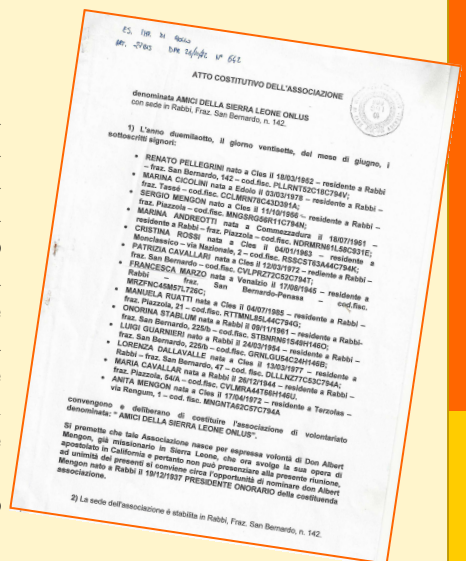 ES. DA DI BOLLO
ART. 27BIS DPR 26/10/72 N° 642
ATTO COSTITUTIVO DELL'ASSOCIAZIONE
denominata AMICI DELLA SIERRA LEONE ONLUS
con sede in Rabbi, Fraz. San Bernardo, n. 142.
1) L'anno duemilaotto, il giorno ventisette, del mese di giugno, i
sottoscritti signori:
• RENATO PELLEGRINI nato a Cles il 18/03/1952 – residente a Rabbi
– fraz. San Bernardo, 142 – cod.fisc. PLLRNT52C18C794V;
• MARINA CICOLINI nata a Edolo il 03/03/1978 – residente a Rabbi –
fraz. Tassè – cod.fisc. CCLMRN78C43D391A;
• SERGIO MENGON nato a Cles il 11/10/1956 – residente a Rabbi –
fraz. Piazzola – cod.fisc. MNGSRG56R11C794N;
• MARINA ANDREOTTI nata a Commezzadura il 18/07/1961 –
residente a Rabbi – fraz. Piazzola – cod.fisc. NDRMRN61L58C931E;
• CRISTINA ROSSI nata a Cles il 04/01/1963 – residente a
Monclassico – via Nazionale, 2 – cod.fisc. RSSCST63A44C794K;
• PATRIZIA CAVALLARI nata a Cles il 12/03/1972 – rediente a Rabbi –
fraz. San Bernardo – cod.fisc. CVLPRZ72C52C794T;
• FRANCESCA MARZO nata a Venalzio il 17/08/1945 – residente a
Rabbi – fraz. San Bernardo-Penasa – cod.fisc.
MRZFNC45M57L726C;
• MANUELA RUATTI nata a Cles il 04/07/1985 – residente a Rabbi –
fraz. Piazzola, 21 – cod.fisc. RTTMNL85L44C794G;
• ONORINA STABLUM nata a Rabbi il 09/11/1961 – residente a Rabbi-
fraz. San Bernardo, 225/b – cod.fisc. STBNRN61S49H146O;
• LUIGI GUARNIERI nato a Rabbi il 24/03/1954 – residente a Rabbi –
fraz. San Bernardo, 225/b – cod.fisc. GRNLGU54C24H146B;
• LORENZA DALLAVALLE nata a Cles il 13/03/1977 – residente a
Rabbi – fraz. San Bernardo, 47 – cod. fisc. DLLLNZ77C53C794A;
• MARIA CAVALLAR nata a Rabbi il 26/12/1944 – residente a Rabbi –
fraz. Piazzola, 54/A – cod.fisc. CVLMRA44T66H146U.
• ANITA MENGON nata a Cles il 17/04/1972 – residente a Terzolas –
via Rengum, 1 – cod. fisc. MNGNTA62C57C794A
convengono e deliberano di costituire l'associazione di volontariato
denominata: " AMICI DELLA SIERRA LEONE ONLUS".
Si premette che tale Associazione nasce per espressa volontà di Don Albert
Mengon, già missionario in Sierra Leone, che ora svolge la sua opera di
apostolato in California e pertanto non può presenziare alla presente riunione,
ad unimità dei presenti si conviene circa l'opportunità di nominare don Albert
Mengon nato a Rabbi il 19/12/1937 PRESIDENTE ONORARIO della costituenda
associazione.
2) La sede dell'associazione è stabilita in Rabbi, Fraz. San Bernardo, n. 142.